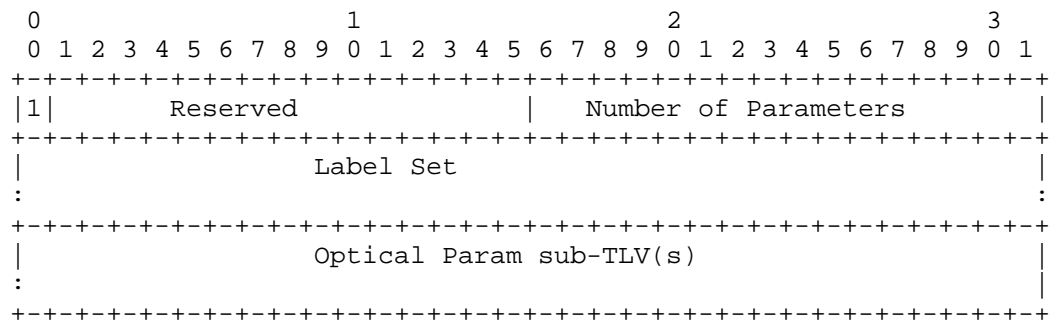 0                   1                   2                   3
 0 1 2 3 4 5 6 7 8 9 0 1 2 3 4 5 6 7 8 9 0 1 2 3 4 5 6 7 8 9 0 1
+-+-+-+-+-+-+-+-+-+-+-+-+-+-+-+-+-+-+-+-+-+-+-+-+-+-+-+-+-+-+-+-+
|1|       Reserved              |   Number of Parameters        |
+-+-+-+-+-+-+-+-+-+-+-+-+-+-+-+-+-+-+-+-+-+-+-+-+-+-+-+-+-+-+-+-+
|                  Label Set                                    |
:                                                               :
+-+-+-+-+-+-+-+-+-+-+-+-+-+-+-+-+-+-+-+-+-+-+-+-+-+-+-+-+-+-+-+-+
|                  Optical Param sub-TLV(s)                     |
:                                                               |
+-+-+-+-+-+-+-+-+-+-+-+-+-+-+-+-+-+-+-+-+-+-+-+-+-+-+-+-+-+-+-+-+